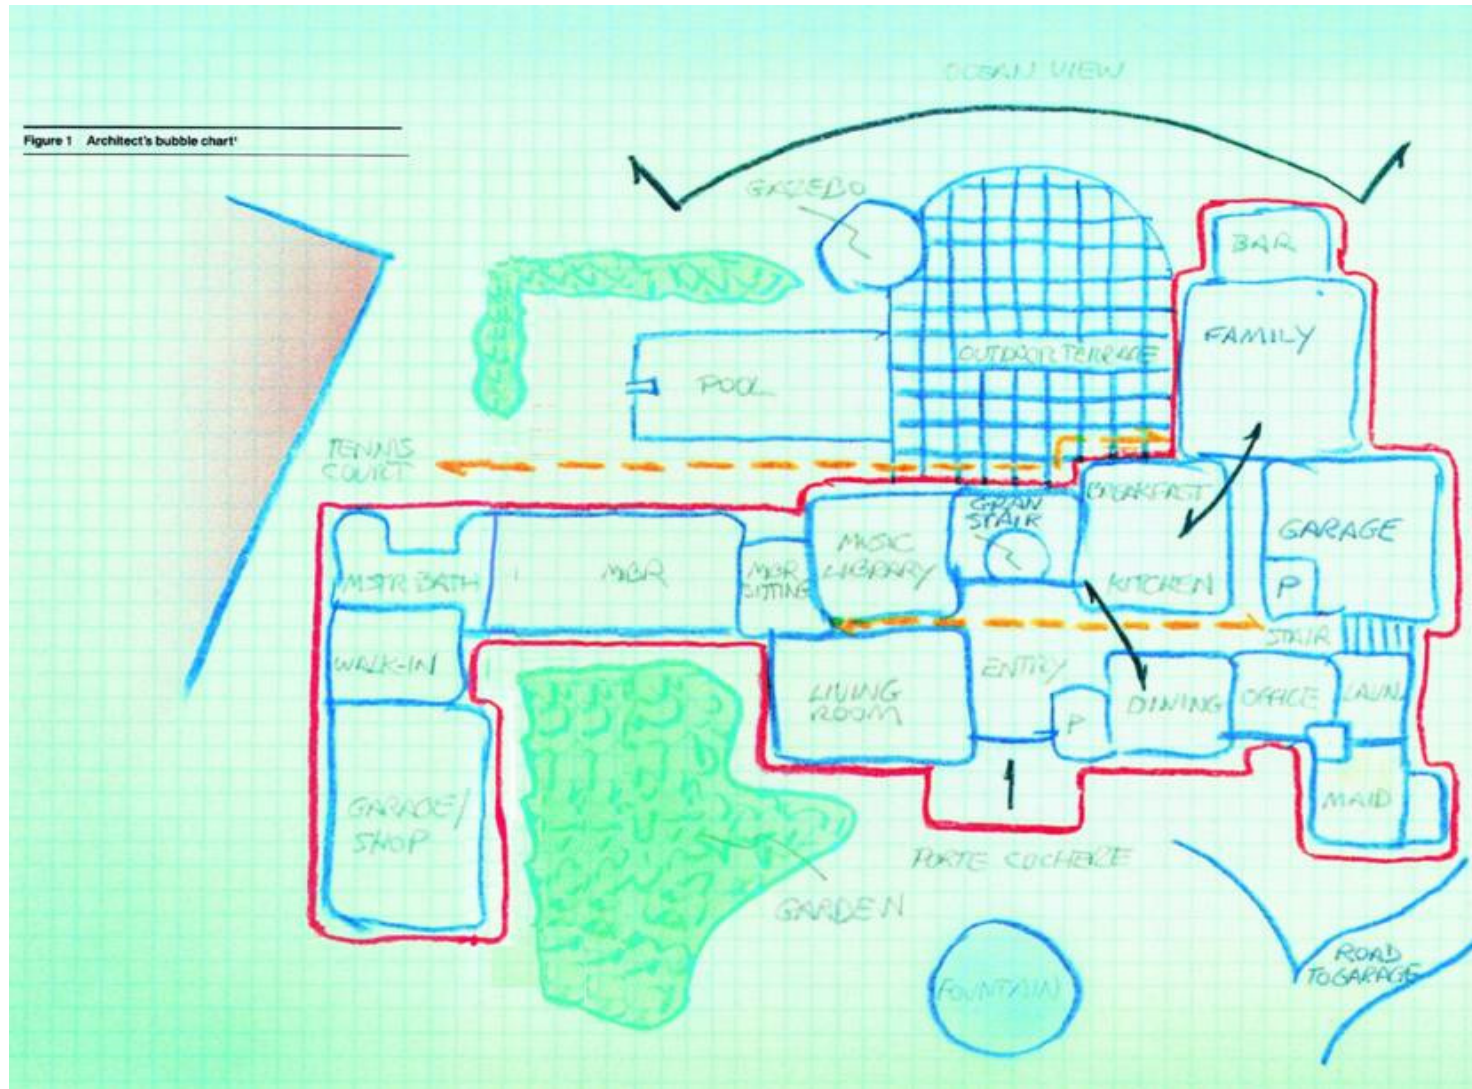 OCEAN VIEW
Figure 1 Architect's bubble chart¹
GAZEBO
BAR
FAMILY
OUTDOOR TERRACE
POOL
TENNIS
COURT
BREAKFAST
GRAN
STAIR
GARAGE
MUSIC
LIBRARY
MSTR BATH
MBR
MBR
SITTING
KITCHEN
P
STAIR
WALK-IN
ENTRY
LIVING
ROOM
P
DINING
OFFICE
LAUN.
GARAGE/
SHOP
MAID
PORTE COCHERE
GARDEN
ROAD
TO GARAGE
FOUNTAIN